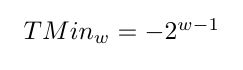 $TMin_w = -2^{w-1}$